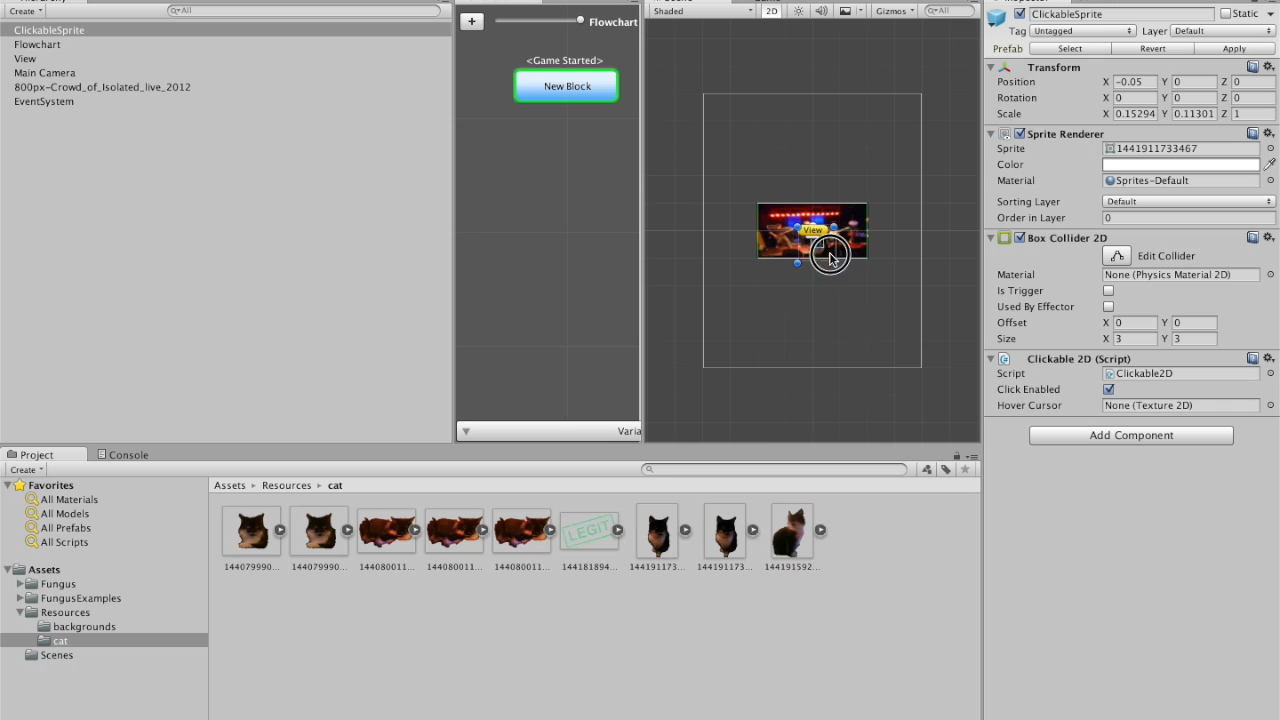 Create
All
ClickableSprite
Flowchart
View
Main Camera
800px-Crowd_of_Isolated_live_2012
EventSystem
+
Flowchart
<Game Started>
New Block
Varia
Shaded
2D
Gizmos
All
View
ClickableSprite
Static
Tag Untagged Layer Default
Prefab Select Revert Apply
Transform
Position X -0.05 Y 0 Z 0
Rotation X 0 Y 0 Z 0
Scale X 0.15294 Y 0.11301 Z 1
Sprite Renderer
Sprite 1441911733467
Color
Material Sprites-Default
Sorting Layer Default
Order in Layer 0
Box Collider 2D
Edit Collider
Material None (Physics Material 2D)
Is Trigger
Used By Effector
Offset X 0 Y 0
Size X 3 Y 3
Clickable 2D (Script)
Script Clickable2D
Click Enabled
Hover Cursor None (Texture 2D)
Add Component
Project Console
Create
Favorites
All Materials
All Models
All Prefabs
All Scripts
Assets
Fungus
FungusExamples
Resources
backgrounds
cat
Scenes
Assets Resources cat
LEGIT
144079990... 144079990... 144080011... 144080011... 144080011... 144181894... 144191173... 144191173... 144191592...